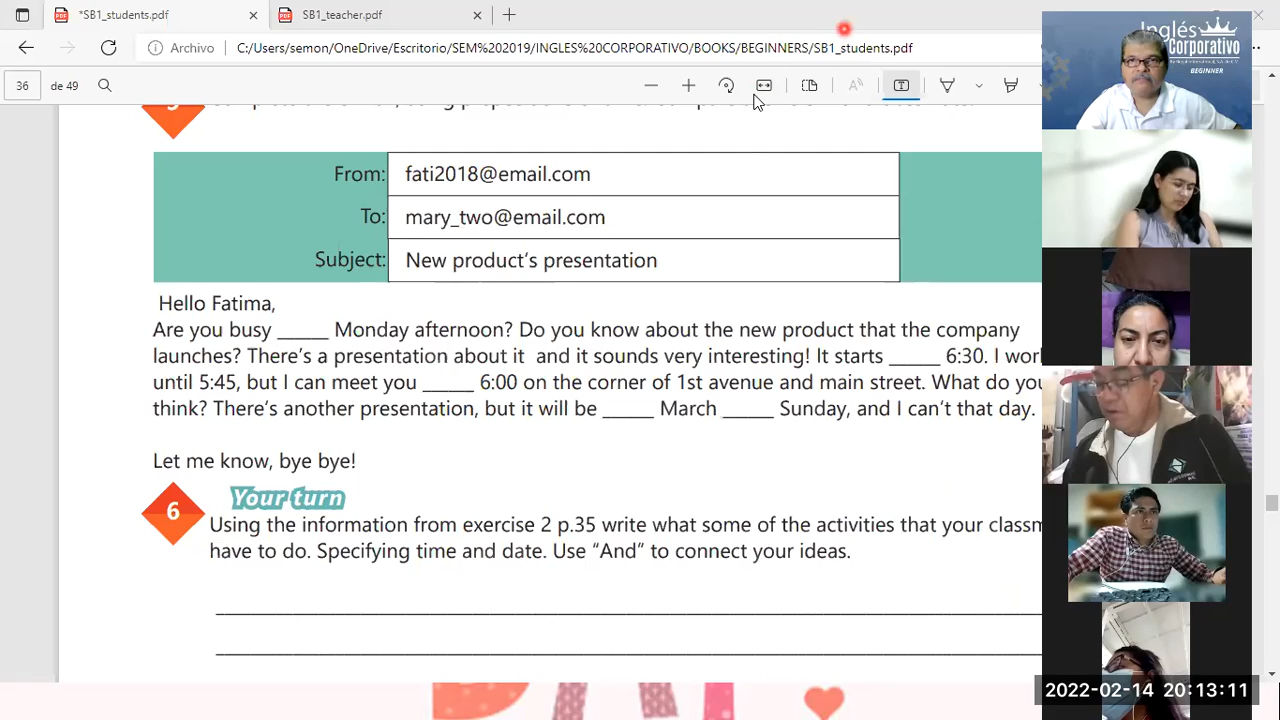 *SB1_students.pdf
SB1_teacher.pdf
Archivo
C:/Users/semon/OneDrive/Escritorio/SEM%20int/INGLES%20CORPORATIVO/BOOKS/BEGINNERS/SB1_students.pdf
36 de 49
From: fati2018@email.com
To: mary_two@email.com
Subject: New product's presentation
Hello Fatima,
Are you busy _____ Monday afternoon? Do you know about the new product that the company
launches? There's a presentation about it and it sounds very interesting! It starts _____ 6:30. I work
until 5:45, but I can meet you _____ 6:00 on the corner of 1st avenue and main street. What do you
think? There's another presentation, but it will be _____ March _____ Sunday, and I can't that day.
Let me know, bye bye!
6 Your turn
Using the information from exercise 2 p.35 write what some of the activities that your classm
have to do. Specifying time and date. Use “And” to connect your ideas.
Inglés
Corporativo
BEGINNER
2022-02-14 20:13:11